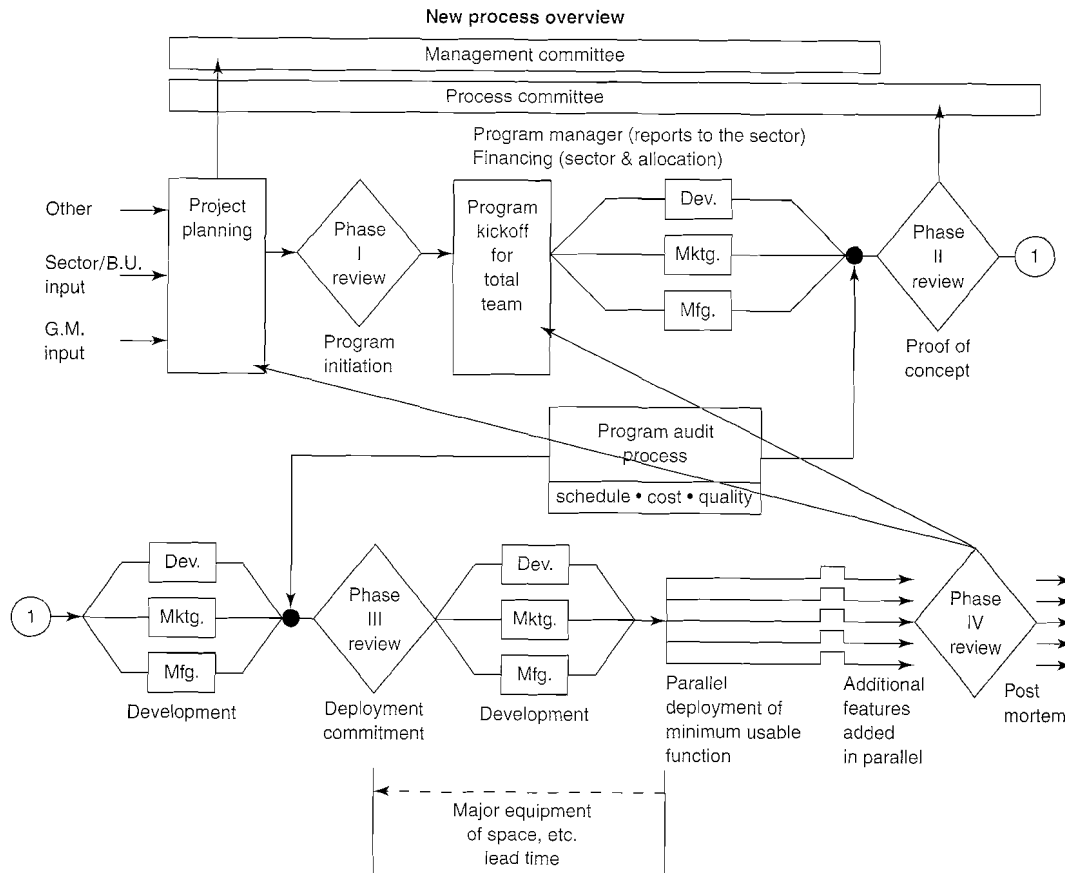 New process overview
Management committee
Process committee
Program manager (reports to the sector)
Financing (sector & allocation)
Other
Sector/B.U.
input
G.M.
input
Project
planning
Phase
I
review
Program
initiation
Program
kickoff
for
total
team
Dev.
Mktg.
Mfg.
Phase
II
review
Proof of
concept
1
Program audit
process
schedule • cost • quality
1
Dev.
Mktg.
Mfg.
Development
Phase
III
review
Deployment
commitment
Dev.
Mktg.
Mfg.
Development
Parallel
deployment of
minimum usable
function
Additional
features
added
in parallel
Phase
IV
review
Post
mortem
Major equipment
of space, etc.
lead time